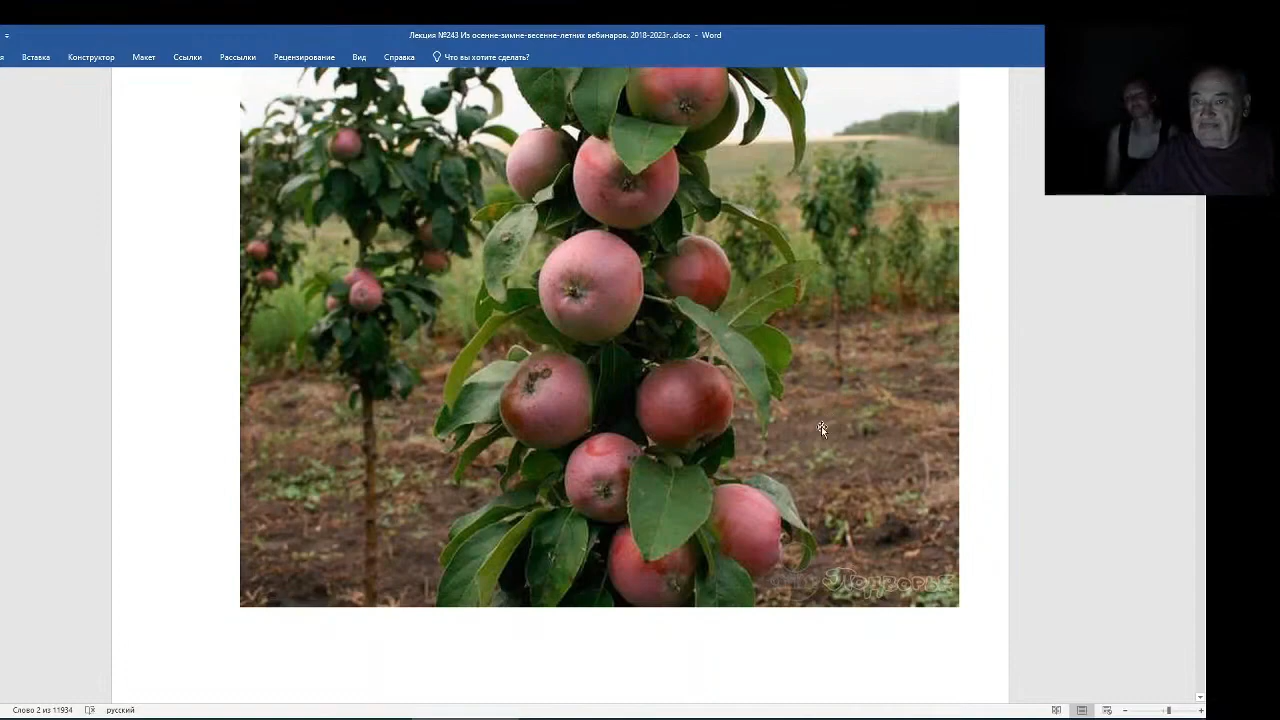 Лекция №243 Из осенне-зимне-весенне-летних вебинаров. 2018-2023г..docx - Word
я Вставка Конструктор Макет Ссылки Рассылки Рецензирование Вид Справка Что вы хотите сделать?
Подворье
Слово 2 из 11934 русский